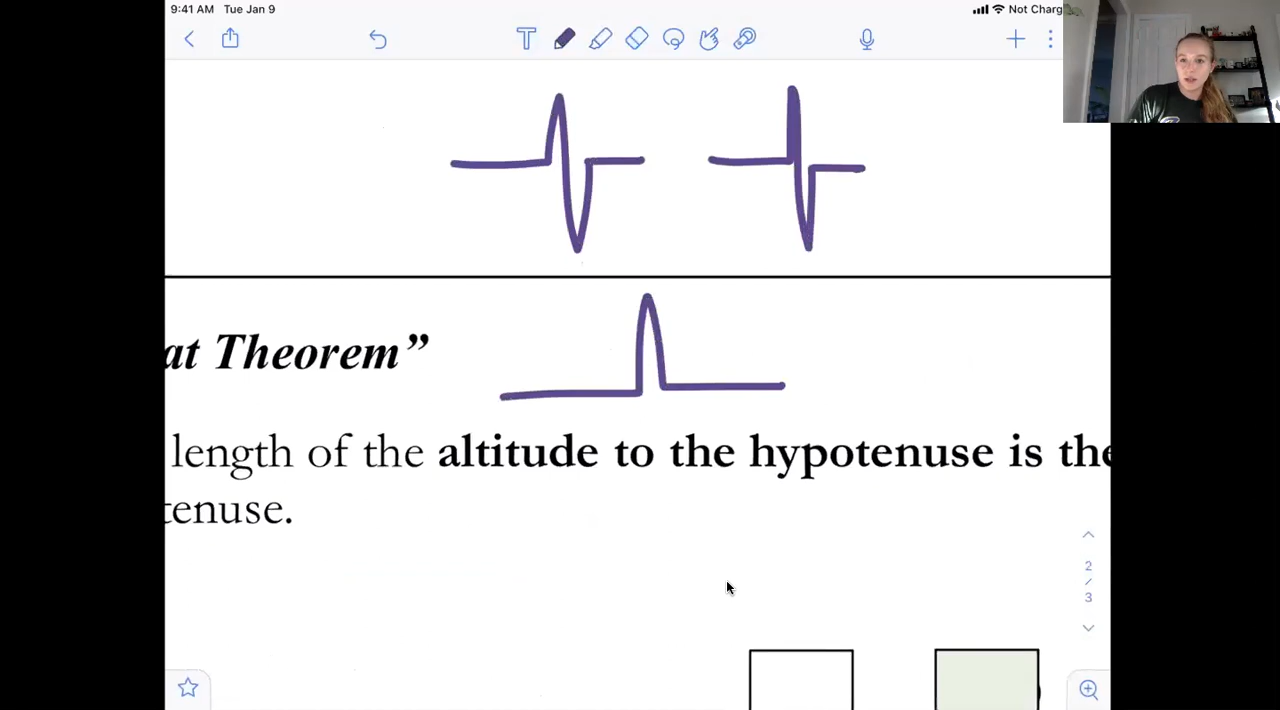 9:41 AM Tue Jan 9
Not Charg
T
at Theorem”
length of the altitude to the hypotenuse is the
tenuse.
2
/
3